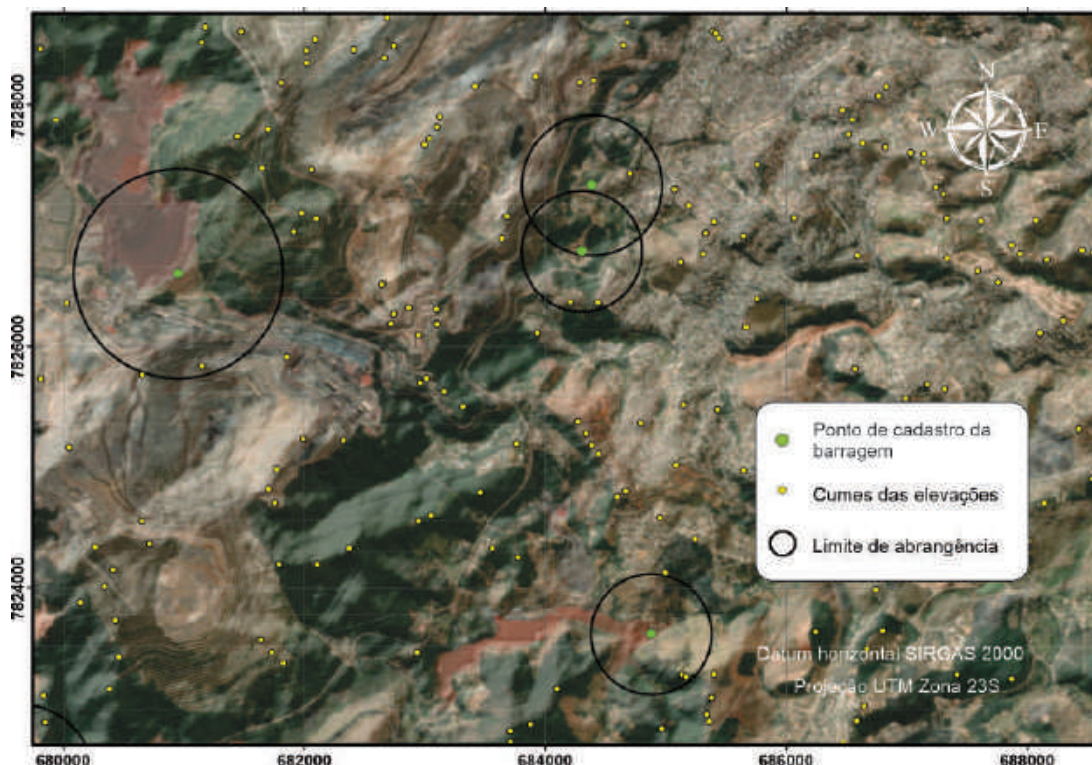 7828000
7826000
7824000
N
W E
S
Ponto de cadastro da
barragem
Cumes das elevações
Limite de abrangência
Datum horizontal SIRGAS 2000
Projeção UTM Zona 23S
680000 682000 684000 686000 688000